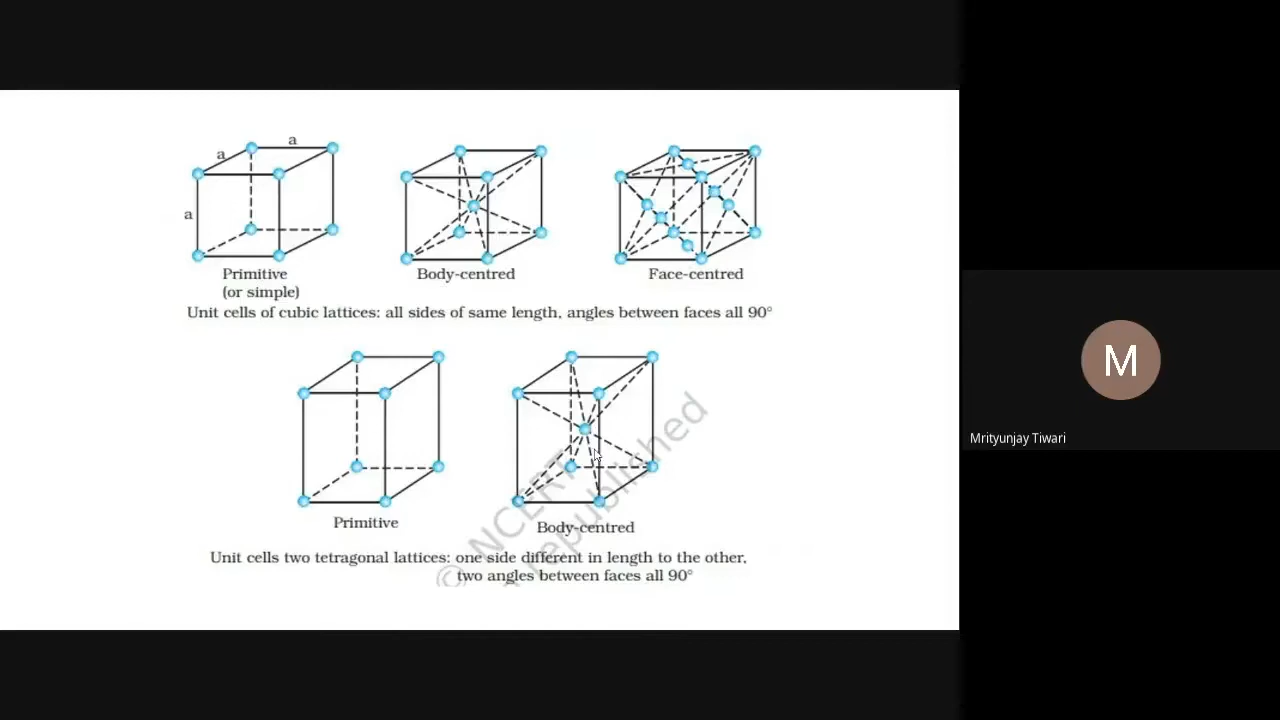 a
a
a
Primitive
(or simple)
Body-centred
Face-centred
Unit cells of cubic lattices: all sides of same length, angles between faces all 90°
Primitive
Body-centred
Unit cells two tetragonal lattices: one side different in length to the other,
two angles between faces all 90°
© NCERT
republished
M
Mrityunjay Tiwari